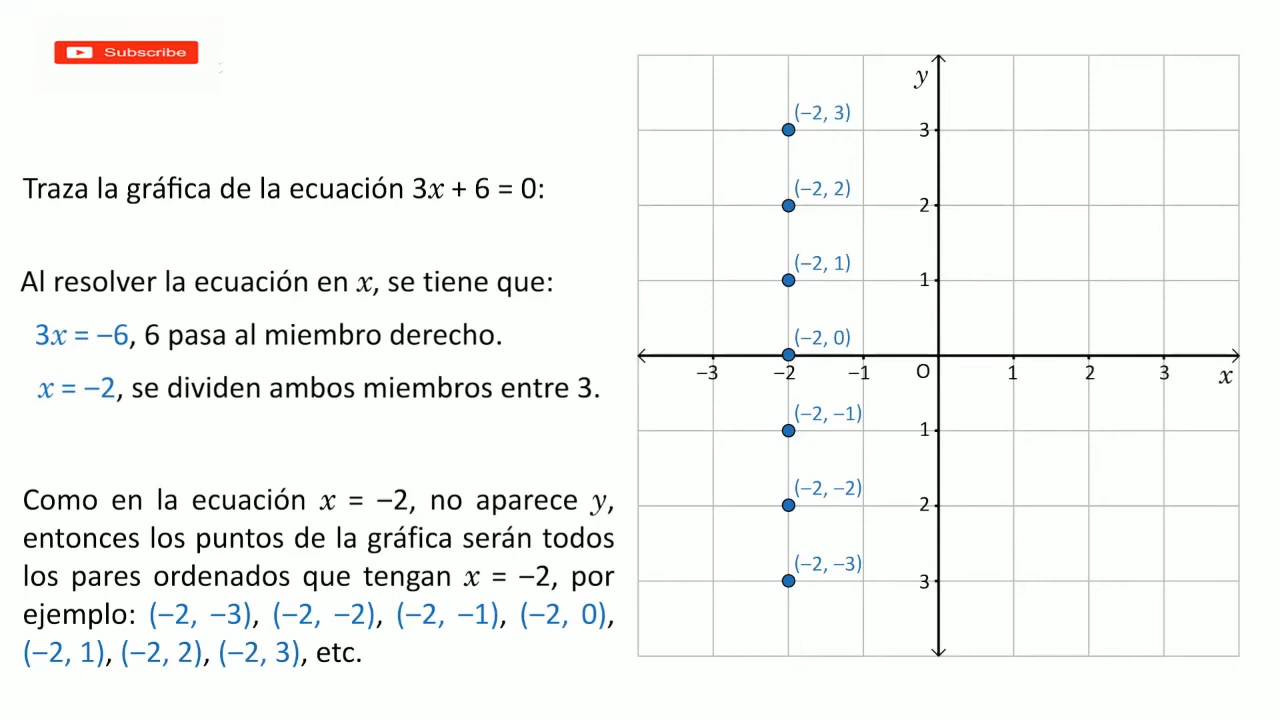 Subscribe
Traza la gráfica de la ecuación 3x + 6 = 0:
Al resolver la ecuación en x, se tiene que:
3x = –6, 6 pasa al miembro derecho.
x = –2, se dividen ambos miembros entre 3.
Como en la ecuación x = –2, no aparece y,
entonces los puntos de la gráfica serán todos
los pares ordenados que tengan x = –2, por
ejemplo: (–2, –3), (–2, –2), (–2, –1), (–2, 0),
(–2, 1), (–2, 2), (–2, 3), etc.
y
(–2, 3)
3
(–2, 2)
2
(–2, 1)
1
(–2, 0)
–3 –2 –1 O 1 2 3 x
(–2, –1)
1
(–2, –2)
2
(–2, –3)
3